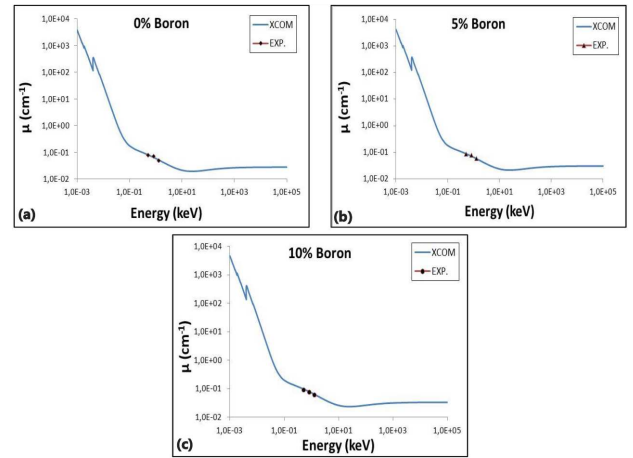 0% Boron
XCOM
EXP.
1,0E+04
1,0E+03
1,0E+02
1,0E+01
1,0E+00
1,0E-01
1,0E-02
μ (cm⁻¹)
1,0E-03 1,0E-01 1,0E+01 1,0E+03 1,0E+05
Energy (keV)
(a)
5% Boron
XCOM
EXP.
1,0E+04
1,0E+03
1,0E+02
1,0E+01
1,0E+00
1,0E-01
1,0E-02
μ (cm⁻¹)
1,0E-03 1,0E-01 1,0E+01 1,0E+03 1,0E+05
Energy (keV)
(b)
10% Boron
XCOM
EXP.
1,0E+04
1,0E+03
1,0E+02
1,0E+01
1,0E+00
1,0E-01
1,0E-02
μ (cm⁻¹)
1,0E-03 1,0E-01 1,0E+01 1,0E+03 1,0E+05
Energy (keV)
(c)